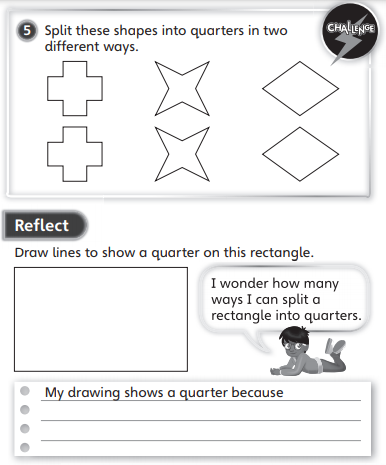 5 Split these shapes into quarters in two
different ways.
CHALLENGE
Reflect
Draw lines to show a quarter on this rectangle.
I wonder how many
ways I can split a
rectangle into quarters.
My drawing shows a quarter because